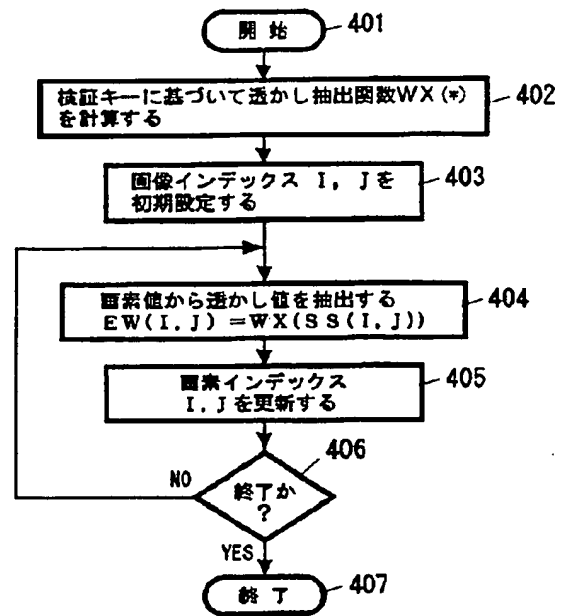 開始
401
検証キーに基づいて透かし抽出関数WX(*)
を計算する
402
画像インデックス I, Jを
初期設定する
403
画素値から透かし値を抽出する
EW(I,J)=WX(SS(I,J))
404
画素インデックス
I,Jを更新する
405
406
終了か
?
NO
YES
終了
407